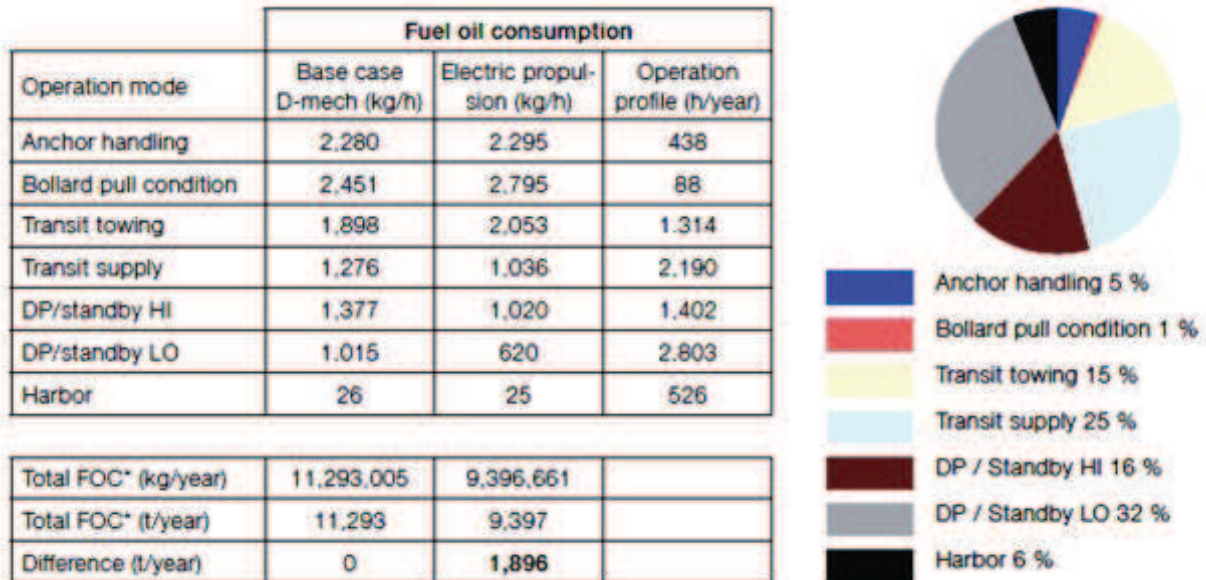 Fuel oil consumption
Operation mode
Base case
D-mech (kg/h)
Electric propul-
sion (kg/h)
Operation
profile (h/year)
Anchor handling 2,280 2.295 438
Bollard pull condition 2,451 2,795 88
Transit towing 1,898 2,053 1.314
Transit supply 1,276 1,036 2.190
DP/standby HI 1,377 1,020 1,402
DP/standby LO 1.015 620 2.803
Harbor 26 25 526
Total FOC* (kg/year) 11,293,005 9,396,661
Total FOC* (t/year) 11,293 9,397
Difference (t/year) 0 1,896
Anchor handling 5 %
Bollard pull condition 1 %
Transit towing 15 %
Transit supply 25 %
DP / Standby HI 16 %
DP / Standby LO 32 %
Harbor 6 %